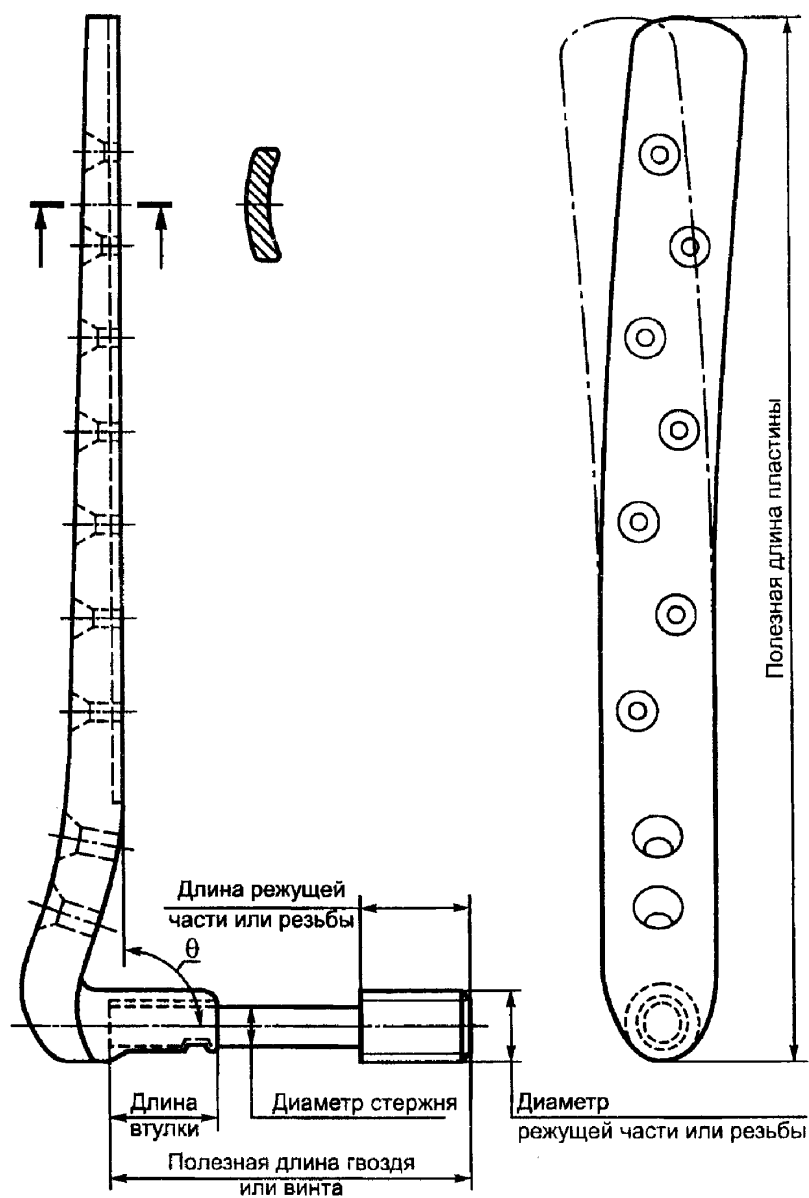 Полезная длина пластины
Длина режущей
части или резьбы
θ
Длина
втулки
Диаметр стержня
Диаметр
режущей части или резьбы
Полезная длина гвоздя
или винта